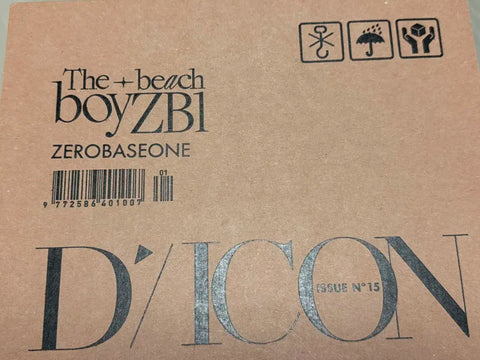 The beach
boyZB1
ZEROBASEONE
01
9 772586 401007
D'/ICON
ISSUE N°15